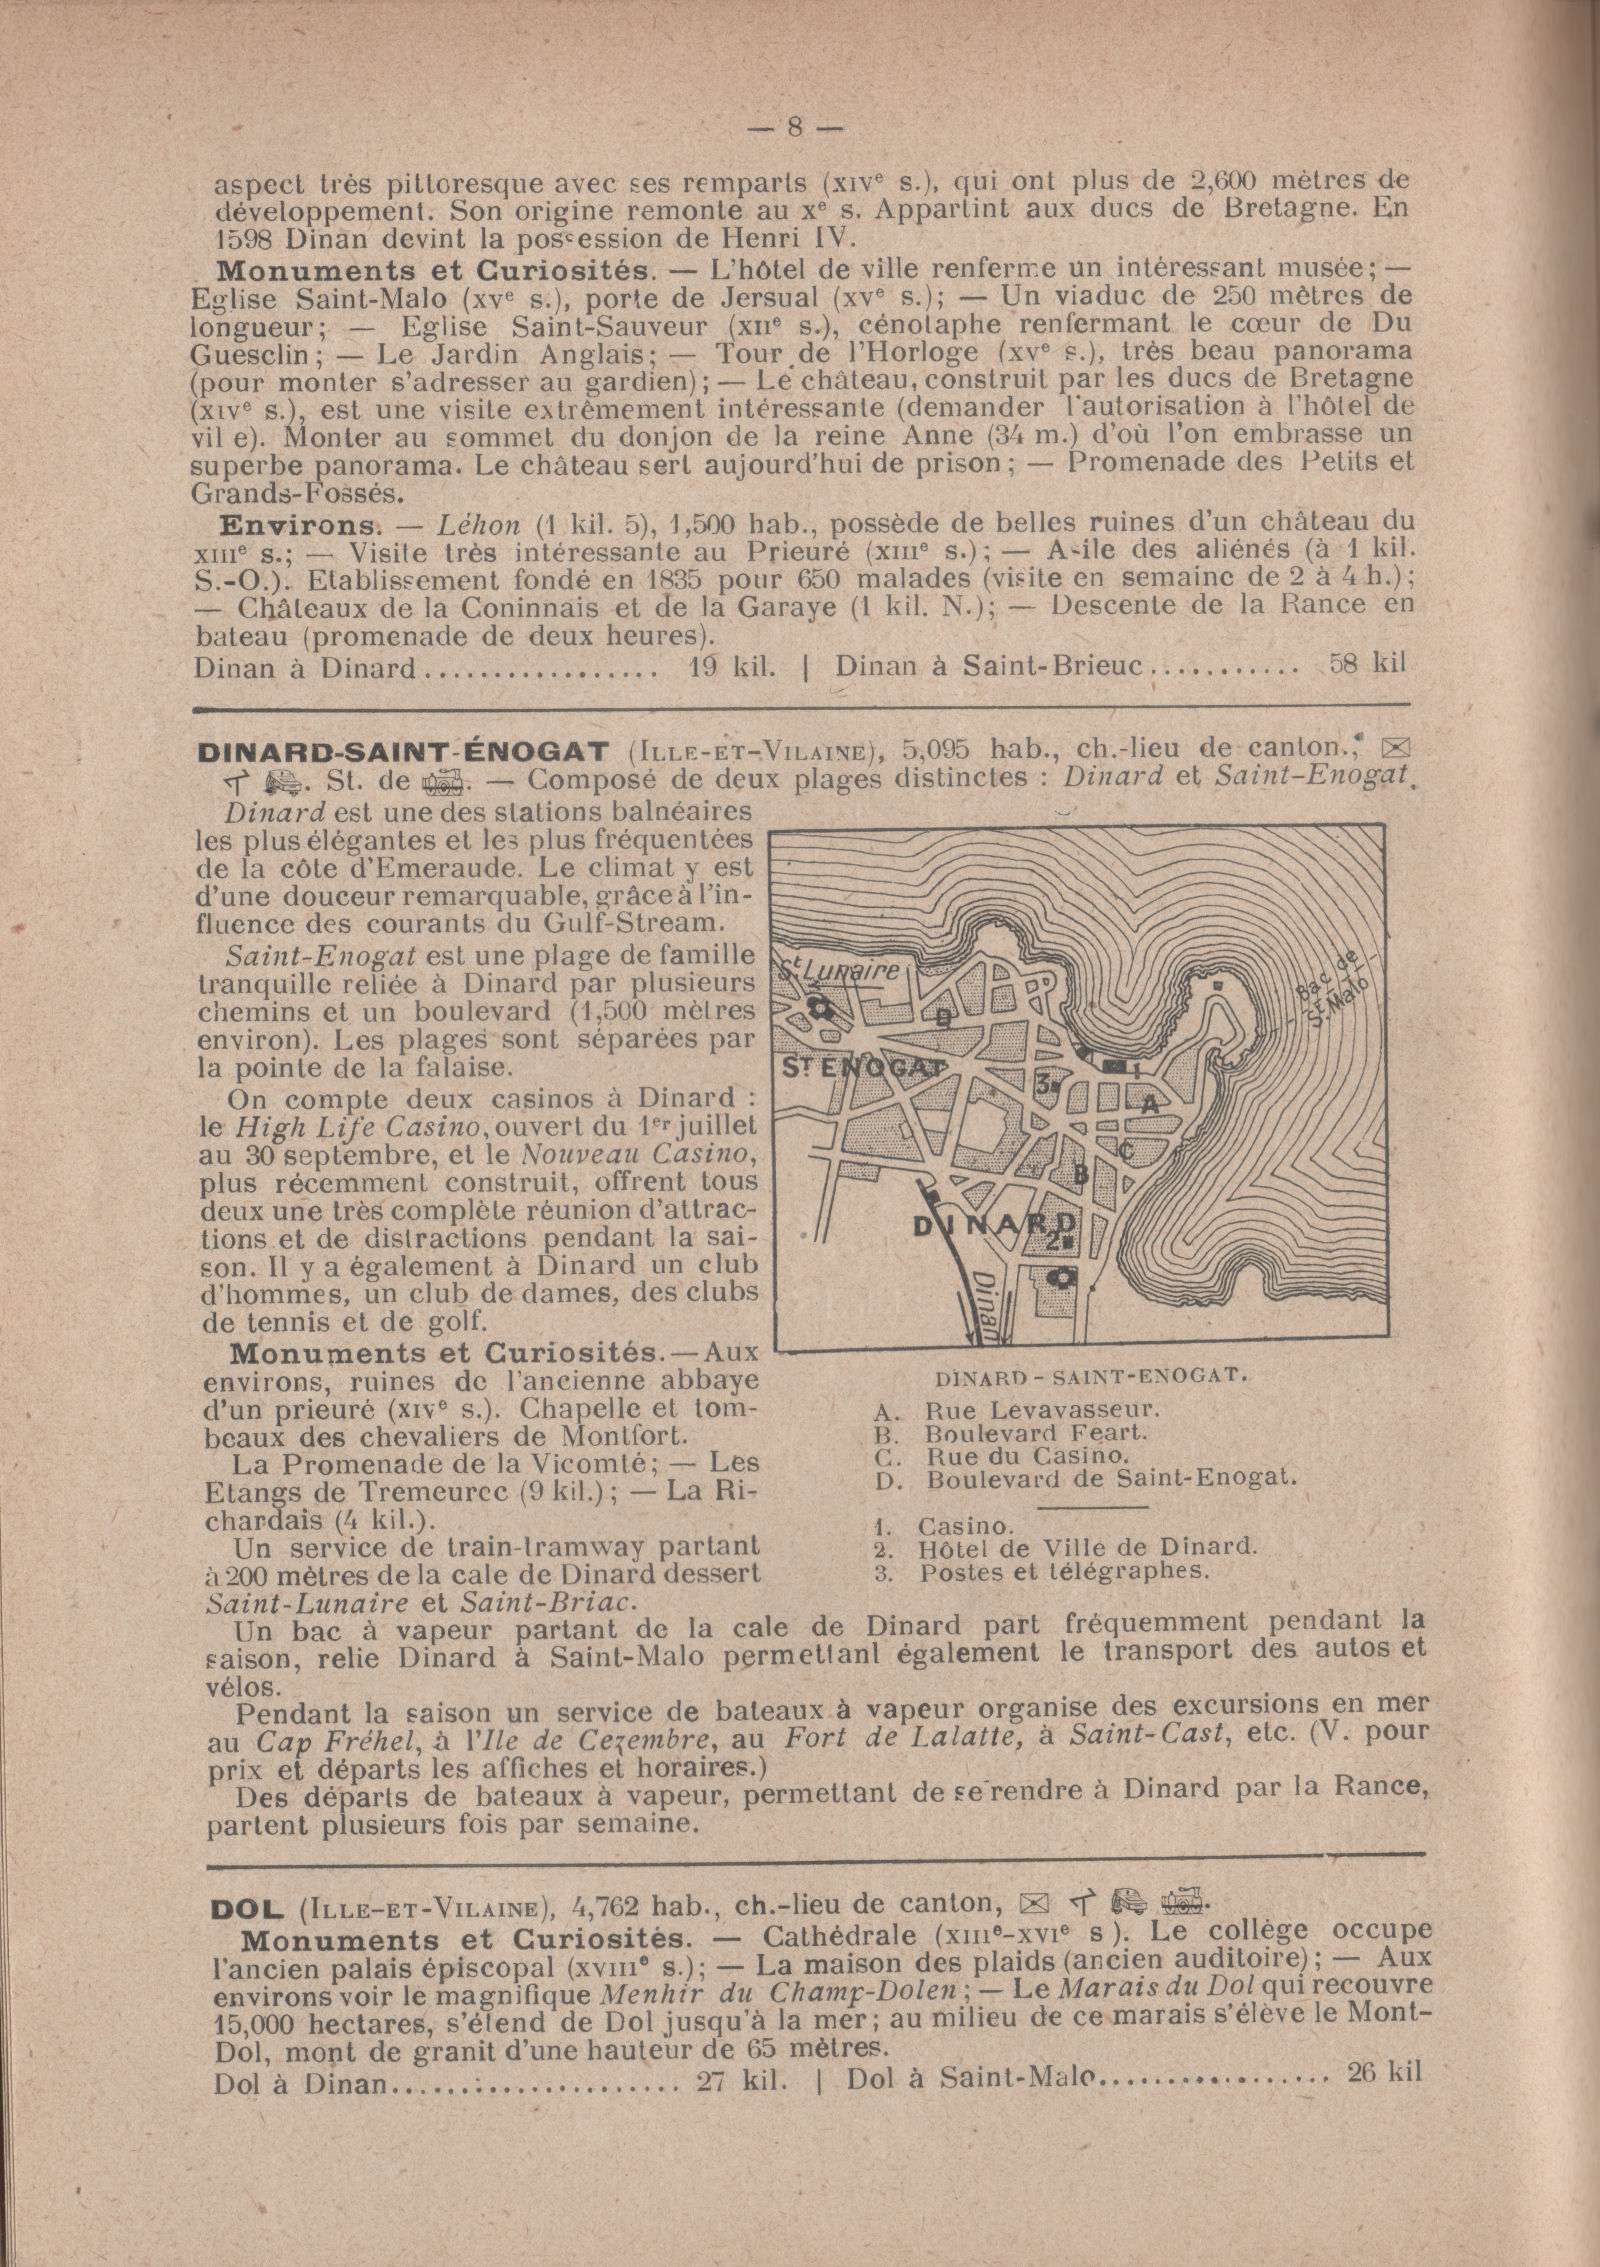 — 8 —
aspect très pittoresque avec ses remparts (XIVe s.), qui ont plus de 2,600 mètres de
développement. Son origine remonte au Xe s. Appartint aux ducs de Bretagne. En
1598 Dinan devint la possession de Henri IV.
Monuments et Curiosités. — L'hôtel de ville renferme un intéressant musée; —
Eglise Saint-Malo (XVe s.), porte de Jersual (XVe s.); — Un viaduc de 250 mètres de
longueur; — Eglise Saint-Sauveur (XIIe s.), cénotaphe renfermant le cœur de Du
Guesclin; — Le Jardin Anglais; — Tour de l'Horloge (XVe s.), très beau panorama
(pour monter s'adresser au gardien); — Le château, construit par les ducs de Bretagne
(XIVe s.), est une visite extrêmement intéressante (demander l'autorisation à l'hôtel de
vil e). Monter au sommet du donjon de la reine Anne (34 m.) d'où l'on embrasse un
superbe panorama. Le château sert aujourd'hui de prison; — Promenade des Petits et
Grands-Fossés.
Environs. — Léhon (1 kil. 5), 1,500 hab., possède de belles ruines d'un château du
XIIIe s.; — Visite très intéressante au Prieuré (XIIIe s.); — Asile des aliénés (à 1 kil.
S.-O.). Etablissement fondé en 1835 pour 650 malades (visite en semaine de 2 à 4 h.);
— Châteaux de la Coninnais et de la Garaye (1 kil. N.); — Descente de la Rance en
bateau (promenade de deux heures).
Dinan à Dinard................. 19 kil. | Dinan à Saint-Brieuc........... 58 kil
DINARD-SAINT-ÉNOGAT (ILLE-ET-VILAINE), 5,095 hab., ch.-lieu de canton.,
St. de . — Composé de deux plages distinctes : Dinard et Saint-Enogat.
Dinard est une des stations balnéaires
les plus élégantes et les plus fréquentées
de la côte d'Emeraude. Le climat y est
d'une douceur remarquable, grâce à l'in-
fluence des courants du Gulf-Stream.
Saint-Enogat est une plage de famille
tranquille reliée à Dinard par plusieurs
chemins et un boulevard (1,500 mètres
environ). Les plages sont séparées par
la pointe de la falaise.
On compte deux casinos à Dinard :
le High Life Casino, ouvert du 1er juillet
au 30 septembre, et le Nouveau Casino,
plus récemment construit, offrent tous
deux une très complète réunion d'attrac-
tions et de distractions pendant la sai-
son. Il y a également à Dinard un club
d'hommes, un club de dames, des clubs
de tennis et de golf.
Monuments et Curiosités. — Aux
environs, ruines de l'ancienne abbaye
d'un prieuré (XIVe s.). Chapelle et tom-
beaux des chevaliers de Montfort.
La Promenade de la Vicomté; — Les
Etangs de Tremeurec (9 kil.); — La Ri-
chardais (4 kil.).
Un service de train-tramway partant
à 200 mètres de la cale de Dinard dessert
Saint-Lunaire et Saint-Briac.
St Lunaire
Bac de
St Malo
D
ST ENOGAT
1
3
A
C
B
DINARD
2
Dinan
DINARD - SAINT-ENOGAT.
A. Rue Levavasseur.
B. Boulevard Feart.
C. Rue du Casino.
D. Boulevard de Saint-Enogat.
1. Casino.
2. Hôtel de Ville de Dinard.
3. Postes et télégraphes.
Un bac à vapeur partant de la cale de Dinard part fréquemment pendant la
saison, relie Dinard à Saint-Malo permettant également le transport des autos et
vélos.
Pendant la saison un service de bateaux à vapeur organise des excursions en mer
au Cap Fréhel, à l'Ile de Cezembre, au Fort de Lalatte, à Saint-Cast, etc. (V. pour
prix et départs les affiches et horaires.)
Des départs de bateaux à vapeur, permettant de se rendre à Dinard par la Rance,
partent plusieurs fois par semaine.
DOL (ILLE-ET-VILAINE), 4,762 hab., ch.-lieu de canton,
Monuments et Curiosités. — Cathédrale (XIIIe-XVIe s ). Le collège occupe
l'ancien palais épiscopal (XVIIIe s.); — La maison des plaids (ancien auditoire); — Aux
environs voir le magnifique Menhir du Champ-Dolen; — Le Marais du Dol qui recouvre
15,000 hectares, s'étend de Dol jusqu'à la mer; au milieu de ce marais s'élève le Mont-
Dol, mont de granit d'une hauteur de 65 mètres.
Dol à Dinan..................... 27 kil. | Dol à Saint-Malo................. 26 kil